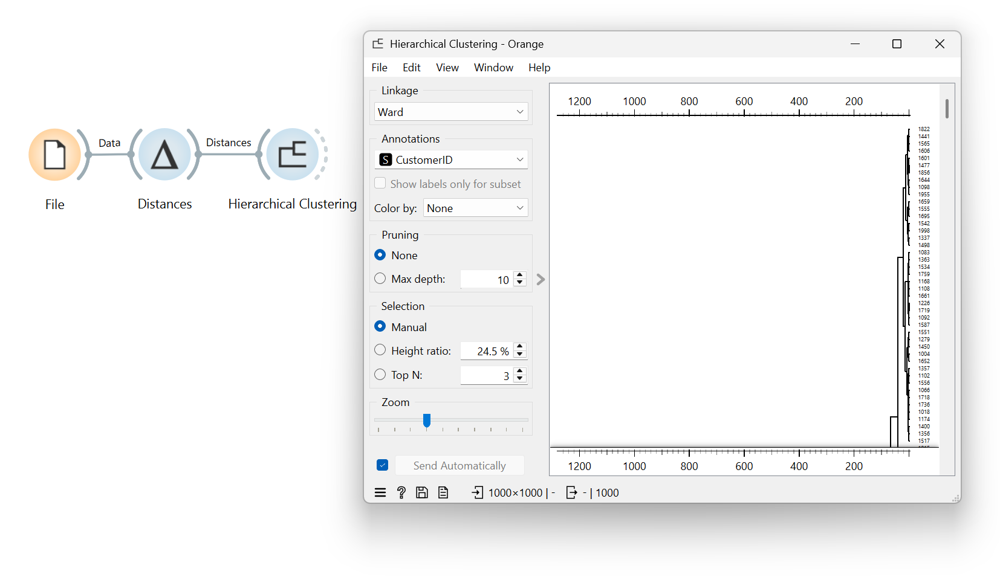 Data
Distances
File
Distances
Hierarchical Clustering
Hierarchical Clustering - Orange
File Edit View Window Help
Linkage
Ward
Annotations
S CustomerID
Show labels only for subset
Color by: None
Pruning
None
Max depth: 10
Selection
Manual
Height ratio: 24.5 %
Top N: 3
Zoom
Send Automatically
1200 1000 800 600 400 200
1822
1441
1565
1606
1601
1477
1856
1644
1098
1955
1659
1555
1695
1542
1998
1337
1498
1083
1363
1534
1759
1168
1108
1661
1226
1719
1092
1587
1551
1279
1450
1004
1652
1357
1102
1556
1066
1718
1736
1018
1174
1400
1356
1517
1200 1000 800 600 400 200
1000×1000 | - - | 1000